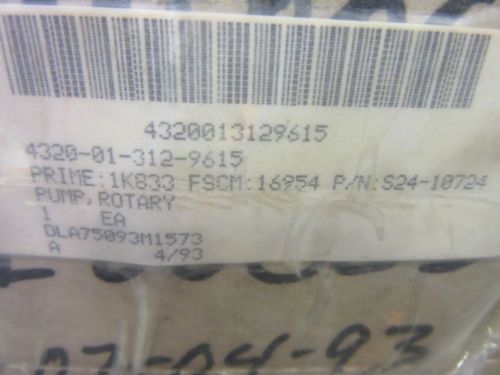 4320013129615
4320-01-312-9615
PRIME:1K833 FSCM:16954 P/N:S24-10724
PUMP,ROTARY
1 EA
DLA75093M1573
A 4/93
07-04-93